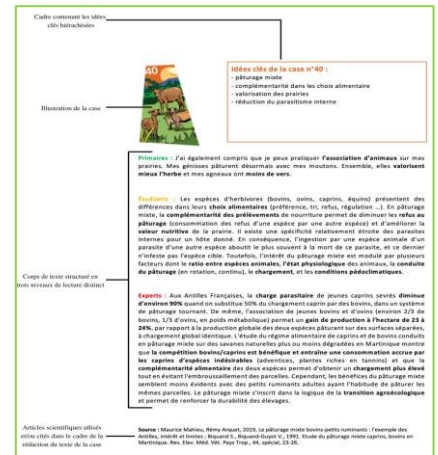 Cadre contenant les idées
clés hiérarchisées
40
Idées clés de la case n°40 :
- pâturage mixte
- complémentarité dans les choix alimentaire
- valorisation des prairies
- réduction du parasitisme interne
Illustration de la case
Primaires : J'ai également compris que je peux pratiquer l'association d'animaux sur mes
prairies. Mes génisses pâturent désormais avec mes moutons. Ensemble, elles valorisent
mieux l'herbe et mes agneaux ont moins de vers.
Etudiants : Les espèces d'herbivores (bovins, ovins, caprins, équins) présentent des
différences dans leurs choix alimentaires (préférence, tri, refus, régulation ...). En pâturage
mixte, la complémentarité des prélèvements de nourriture permet de diminuer les refus au
pâturage (consommation des refus d'une espèce par une autre espèce) et d'améliorer la
valeur nutritive de la prairie. Il existe une spécificité relativement étroite des parasites
internes pour un hôte donné. En conséquence, l'ingestion par une espèce animale d'un
parasite d'une autre espèce aboutit le plus souvent à la mort de ce parasite, et ce dernier
n'infeste pas l'espèce cible. Toutefois, l'intérêt du pâturage mixte est modulé par plusieurs
facteurs dont le ratio entre espèces animales, l'état physiologique des animaux, la conduite
du pâturage (en rotation, continu), le chargement, et les conditions pédoclimatiques.
Corps de texte structuré en
trois niveaux de lecture distinct
Experts : Aux Antilles Françaises, la charge parasitaire de jeunes caprins sevrés diminue
d'environ 90% quand on substitue 50% du chargement caprin par des bovins, dans un système
de pâturage tournant. De même, l'association de jeunes bovins et d'ovins (environ 2/3 de
bovins, 1/3 d'ovins, en poids métabolique) permet un gain de production à l'hectare de 23 à
24%, par rapport à la production globale des deux espèces pâturant sur des surfaces séparées,
à chargement global identique. L'étude du régime alimentaire de caprins et de bovins conduits
en pâturage mixte sur des savanes naturelles plus ou moins dégradées en Martinique montre
que la compétition bovins/caprins est bénéfique et entraîne une consommation accrue par
les caprins d'espèces indésirables (adventices, plantes riches en tannins) et que la
complémentarité alimentaire des deux espèces permet d'obtenir un chargement plus élevé
tout en évitant l'embroussaillement des parcelles. Cependant, les bénéfices du pâturage mixte
semblent moins évidents avec des petits ruminants adultes ayant l'habitude de pâturer les
mêmes parcelles. Le pâturage mixte s'inscrit dans la logique de la transition agroécologique
et permet de renforcer la durabilité des élevages.
Articles scientifiques utilisés
et/ou cités dans le cadre de la
rédaction de texte de la case
Source : Maurice Mahieu, Rémy Arquet, 2019, Le pâturage mixte bovins-petits ruminants : l'exemple des
Antilles, intérêt et limites ; Biquand S., Biquand-Guyot V., 1991. Etude du pâturage mixte caprins, bovins en
Martinique. Rev. Elev. Méd. Vét. Pays Trop., 44, spécial, 23-26.